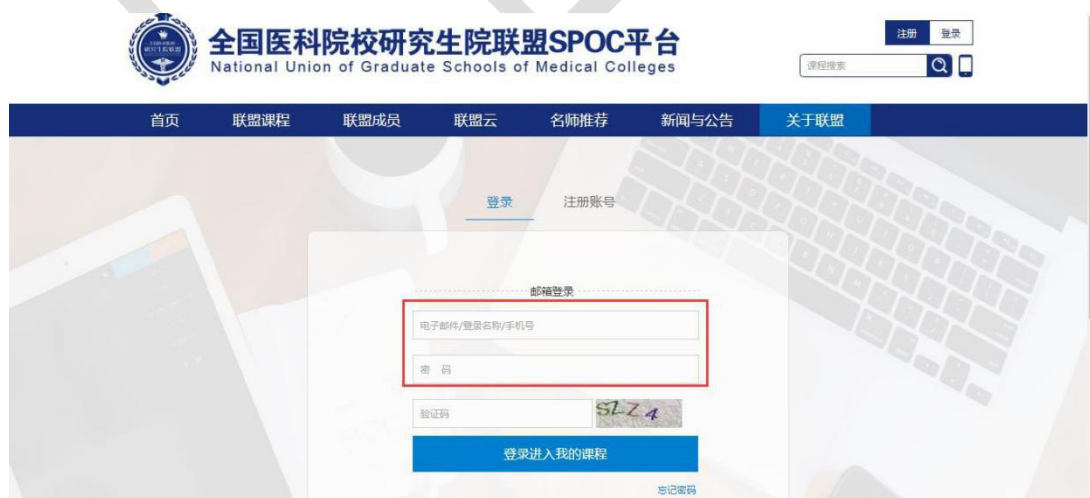 全国医科院校研究生院联盟SPOC平台
National Union of Graduate Schools of Medical Colleges
注册 登录
课程搜索
首页 联盟课程 联盟成员 联盟云 名师推荐 新闻与公告 关于联盟
登录 注册账号
邮箱登录
电子邮件/登录名称/手机号
密 码
验证码
SZZ4
登录进入我的课程
忘记密码